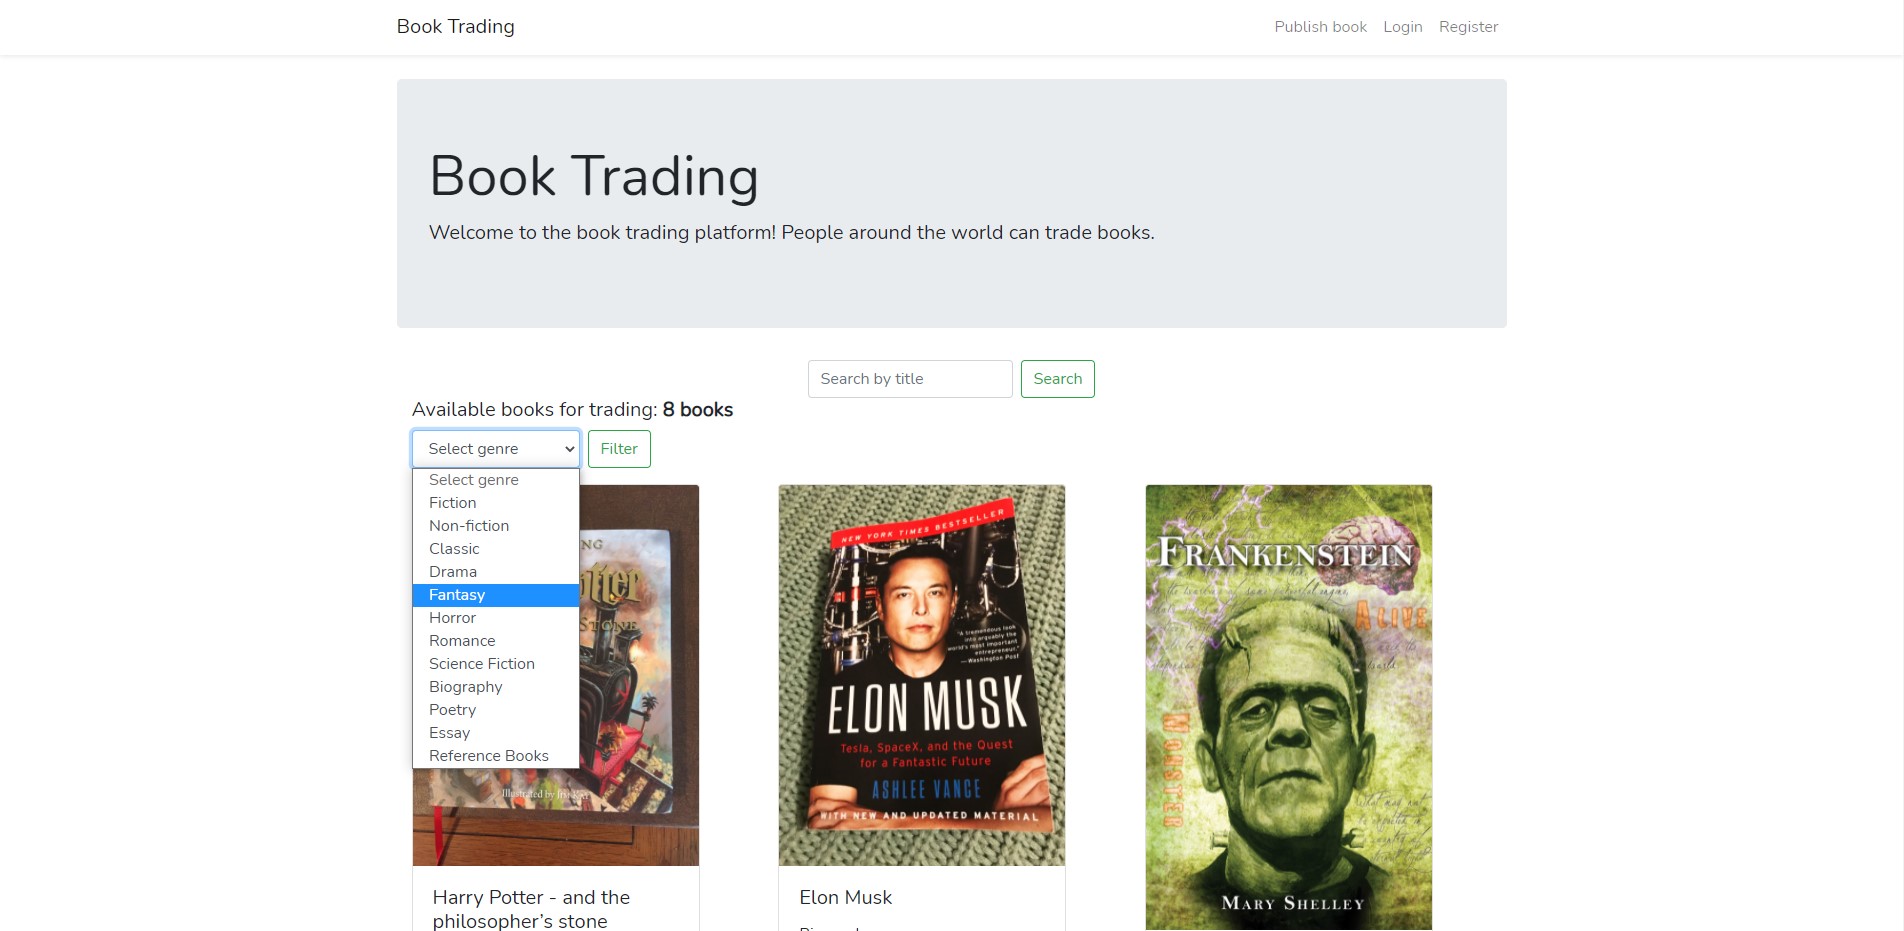 Book Trading
Publish book Login Register
Book Trading
Welcome to the book trading platform! People around the world can trade books.
Search by title Search
Available books for trading: 8 books
Select genre Filter
Select genre
Fiction
Non-fiction
Classic
Drama
Fantasy
Horror
Romance
Science Fiction
Biography
Poetry
Essay
Reference Books
STONE
Illustrated by
Harry Potter - and the
philosopher's stone
NEW YORK TIMES BESTSELLER
"A tremendous look
into arguably the
world's most important
entrepreneur."
—Washington Post
ELON MUSK
Tesla, SpaceX, and the Quest
for a Fantastic Future
ASHLEE VANCE
WITH NEW AND UPDATED MATERIAL
Elon Musk
FRANKENSTEIN
ALIVE
MONSTER
MARY SHELLEY